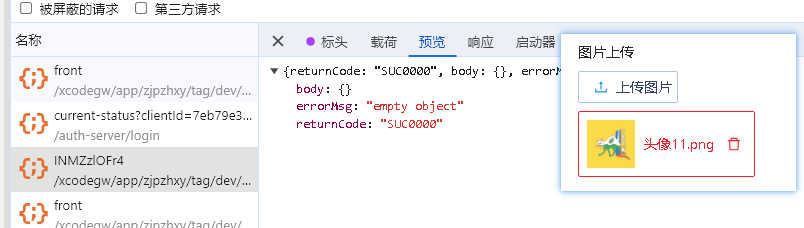 被屏蔽的请求 第三方请求
名称
标头 载荷 预览 响应 启动器
front
/xcodegw/app/zjpzhxy/tag/dev/...
current-status?clientId=7eb79e3...
/auth-server/login
INMZzlOFr4
/xcodegw/app/zjpzhxy/tag/dev/...
front
/xcodegw/app/zjpzhxy/tag/dev/...
{returnCode: "SUC0000", body: {}, errorM
body: {}
errorMsg: "empty object"
returnCode: "SUC0000"
图片上传
上传图片
头像11.png